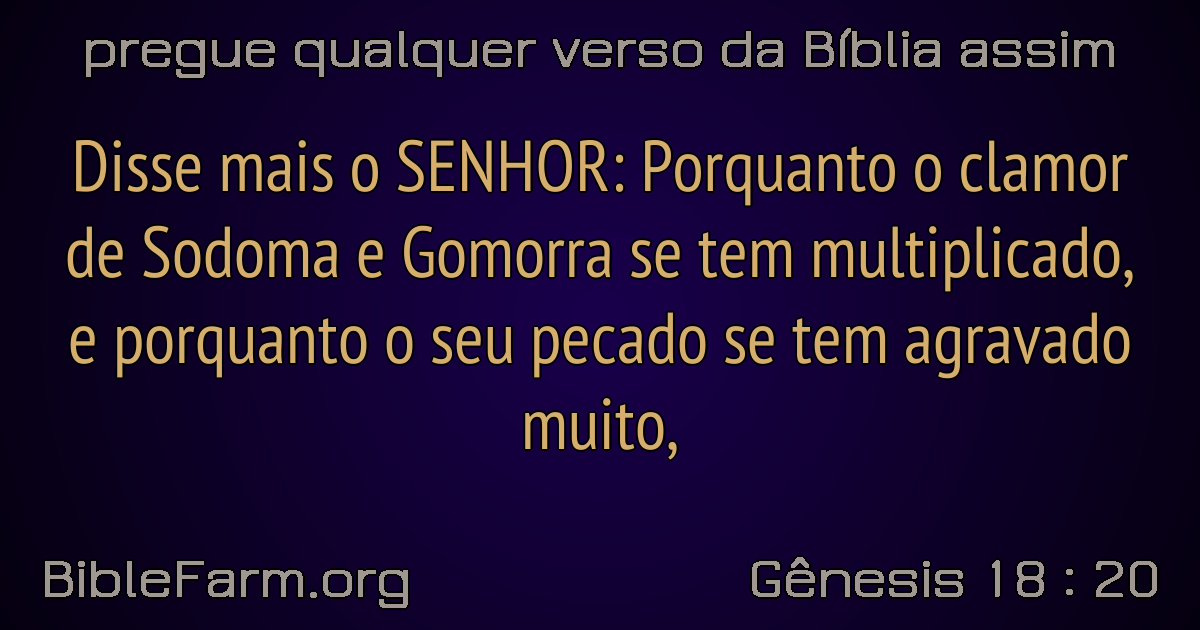 pregue qualquer verso da Bíblia assim
Disse mais o SENHOR: Porquanto o clamor
de Sodoma e Gomorra se tem multiplicado,
e porquanto o seu pecado se tem agravado
muito,
BibleFarm.org
Gênesis 18 : 20